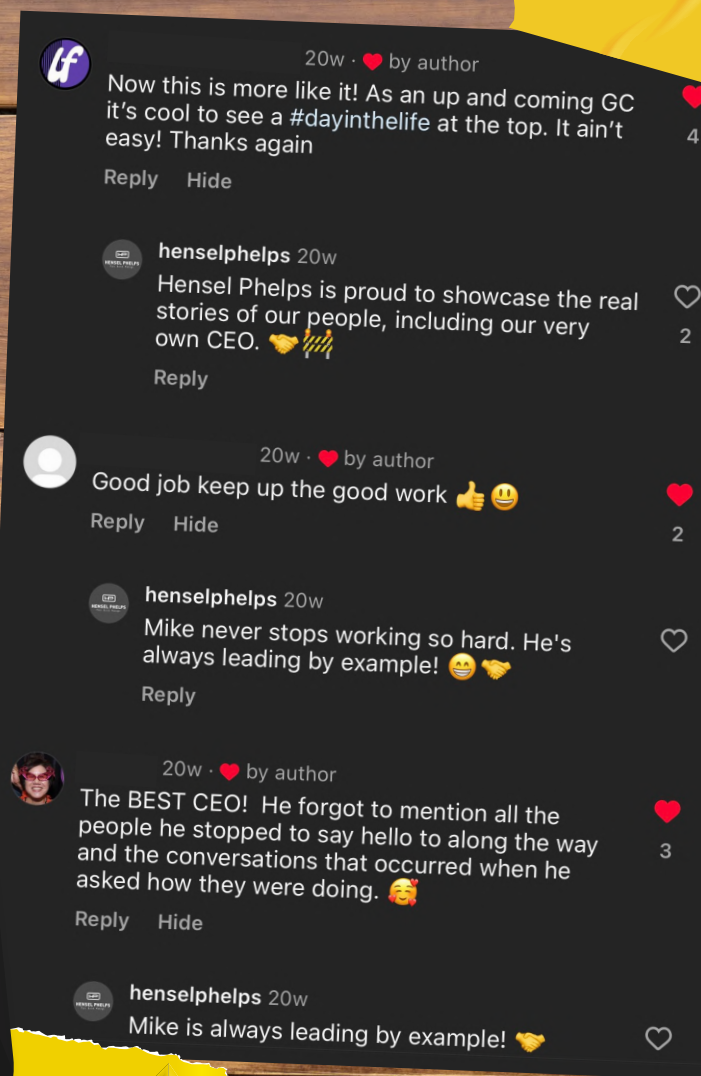 20w · ❤️ by author
Now this is more like it! As an up and coming GC
it's cool to see a #dayinthelife at the top. It ain't
easy! Thanks again
4
Reply Hide
henselphelps 20w
Hensel Phelps is proud to showcase the real
stories of our people, including our very
own CEO. 🤝🚧
2
Reply
20w · ❤️ by author
Good job keep up the good work 👍😃
Reply Hide
2
henselphelps 20w
Mike never stops working so hard. He's
always leading by example! 😁🤝
Reply
20w · ❤️ by author
The BEST CEO! He forgot to mention all the
people he stopped to say hello to along the way
and the conversations that occurred when he
asked how they were doing. 🥰
3
Reply Hide
henselphelps 20w
Mike is always leading by example! 🤝